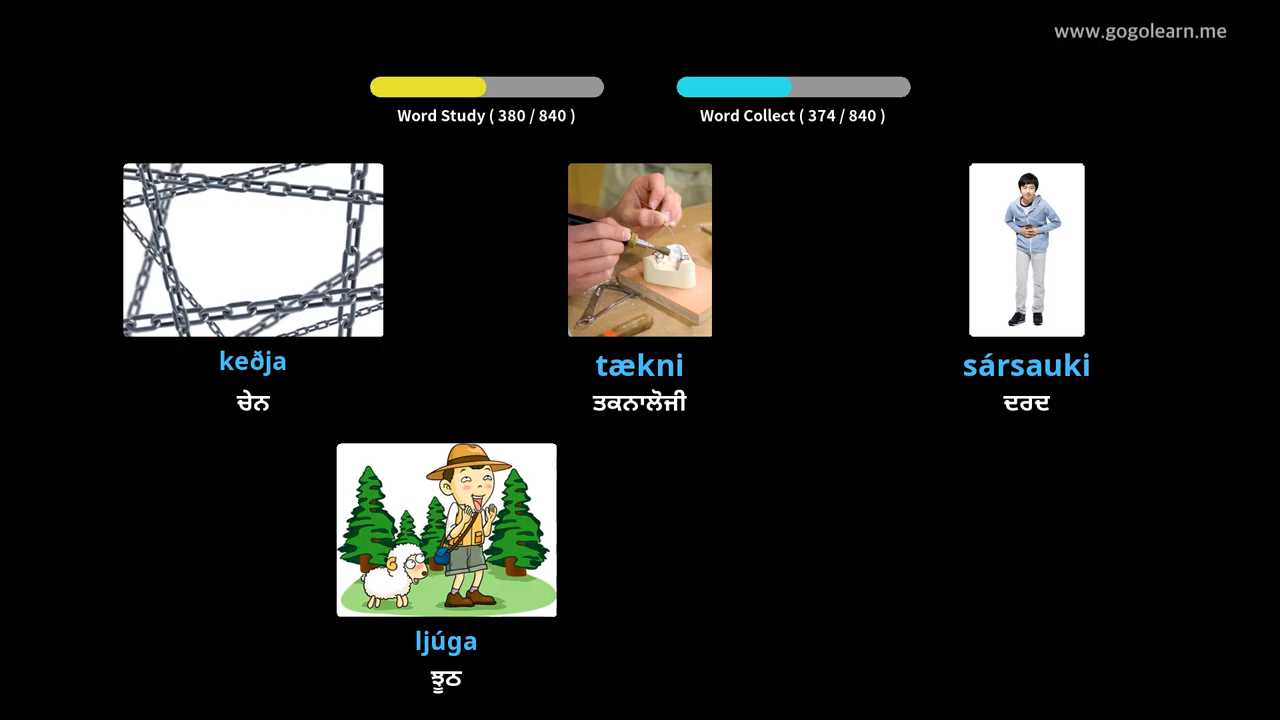 www.gogolearn.me
Word Study ( 380 / 840 )
Word Collect ( 374 / 840 )
keðja
ਚੇਨ
tækni
ਤਕਨਾਲੋਜੀ
sársauki
ਦਰਦ
ljúga
ਝੂਠ